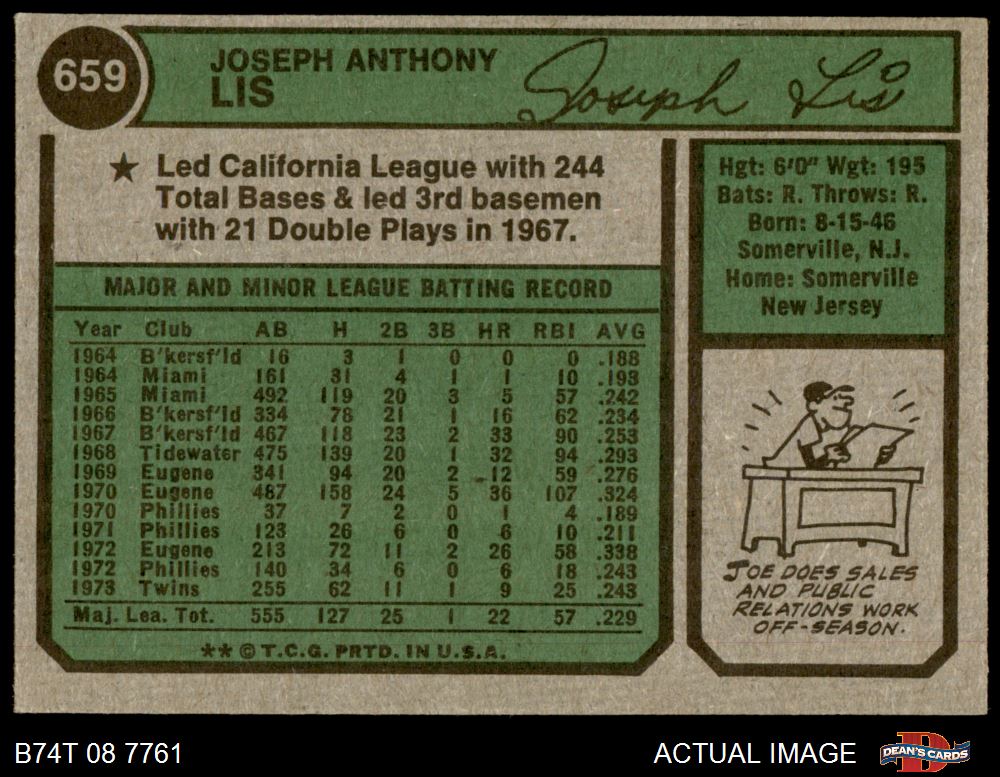 659
JOSEPH ANTHONY
LIS
Joseph Lis
★ Led California League with 244
Total Bases & led 3rd basemen
with 21 Double Plays in 1967.
MAJOR AND MINOR LEAGUE BATTING RECORD
Year Club AB H 2B 3B HR RBI AVG
1964 B'kersf'ld 16 3 1 0 0 0 .188
1964 Miami 161 31 4 1 1 10 .193
1965 Miami 492 119 20 3 5 57 .242
1966 B'kersf'ld 334 78 21 1 16 62 .234
1967 B'kersf'ld 467 118 23 2 33 90 .253
1968 Tidewater 475 139 20 1 32 94 .293
1969 Eugene 341 94 20 2 12 59 .276
1970 Eugene 487 158 24 5 36 107 .324
1970 Phillies 37 7 2 0 1 4 .189
1971 Phillies 123 26 6 0 6 10 .211
1972 Eugene 213 72 11 2 26 58 .338
1972 Phillies 140 34 6 0 6 18 .243
1973 Twins 255 62 11 1 9 25 .243
Maj. Lea. Tot. 555 127 25 1 22 57 .229
** © T.C.G. PRTD. IN U.S.A.
Hgt: 6'0" Wgt: 195
Bats: R. Throws: R.
Born: 8-15-46
Somerville, N.J.
Home: Somerville
New Jersey
JOE DOES SALES
AND PUBLIC
RELATIONS WORK
OFF-SEASON.
B74T 08 7761
ACTUAL IMAGE
DEAN'S CARDS